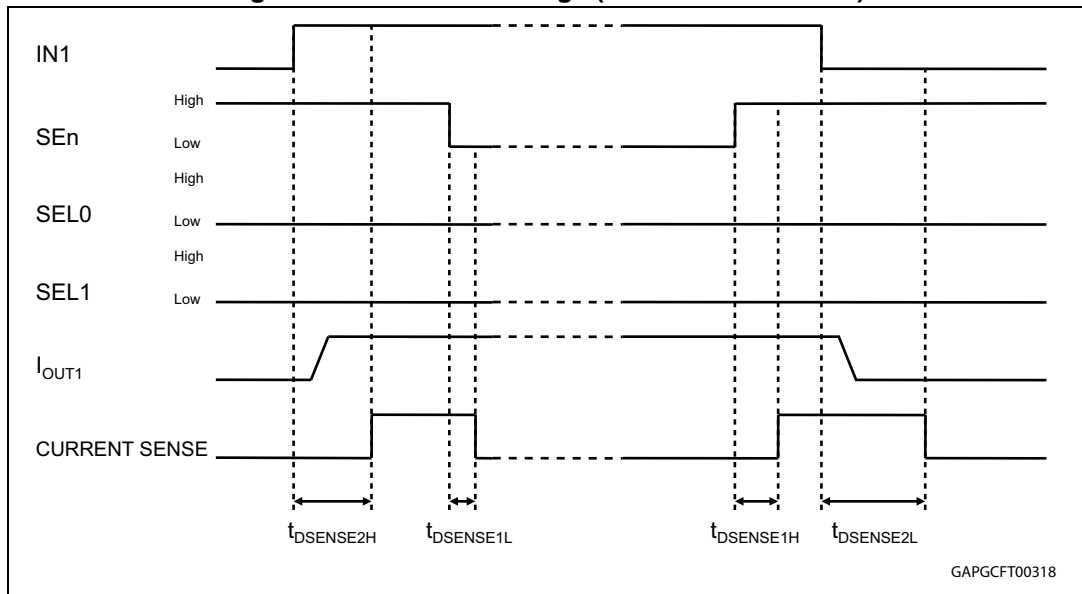 IN1
High
SEn
Low
High
SEL0
Low
High
SEL1
Low
IOUT1
CURRENT SENSE
tDSENSE2H tDSENSE1L tDSENSE1H tDSENSE2L
GAPGCFT00318